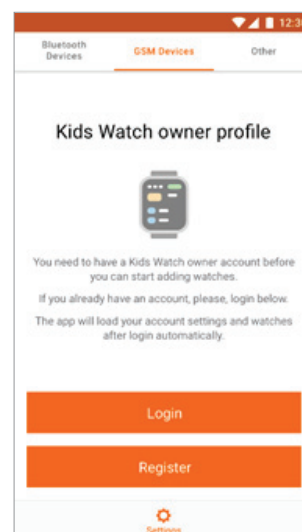 12:30
Bluetooth
Devices
GSM Devices
Other
Kids Watch owner profile
You need to have a Kids Watch owner account before
you can start adding watches.
If you already have an account, please, login below.
The app will load your account settings and watches
after login automatically.
Login
Register
Settings